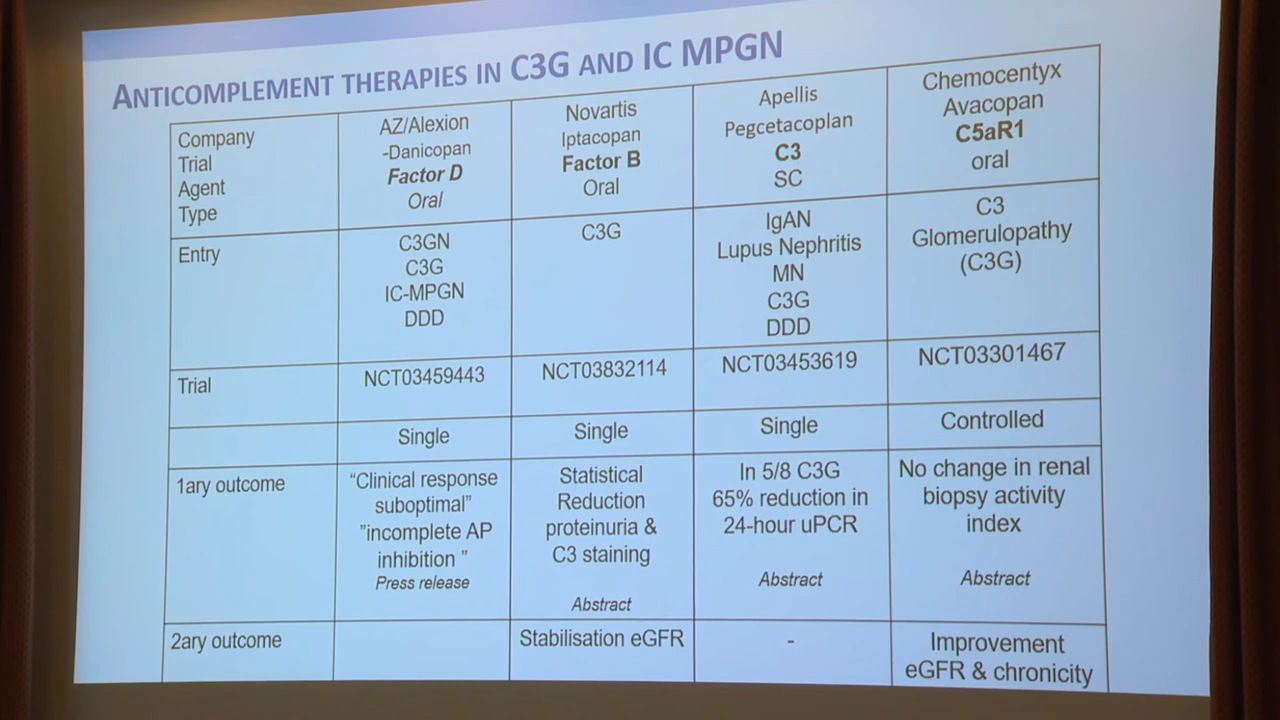 ANTICOMPLEMENT THERAPIES IN C3G AND IC MPGN
Company
Trial
Agent
Type
AZ/Alexion
-Danicopan
Factor D
Oral
Novartis
Iptacopan
Factor B
Oral
Apellis
Pegcetacoplan
C3
SC
Chemocentyx
Avacopan
C5aR1
oral
Entry
C3GN
C3G
IC-MPGN
DDD
C3G
IgAN
Lupus Nephritis
MN
C3G
DDD
C3
Glomerulopathy
(C3G)
Trial
NCT03459443
NCT03832114
NCT03453619
NCT03301467
Single
Single
Single
Controlled
1ary outcome
“Clinical response
suboptimal”
”incomplete AP
inhibition ”
Press release
Statistical
Reduction
proteinuria &
C3 staining
Abstract
In 5/8 C3G
65% reduction in
24-hour uPCR
Abstract
No change in renal
biopsy activity
index
Abstract
2ary outcome
Stabilisation eGFR
-
Improvement
eGFR & chronicity